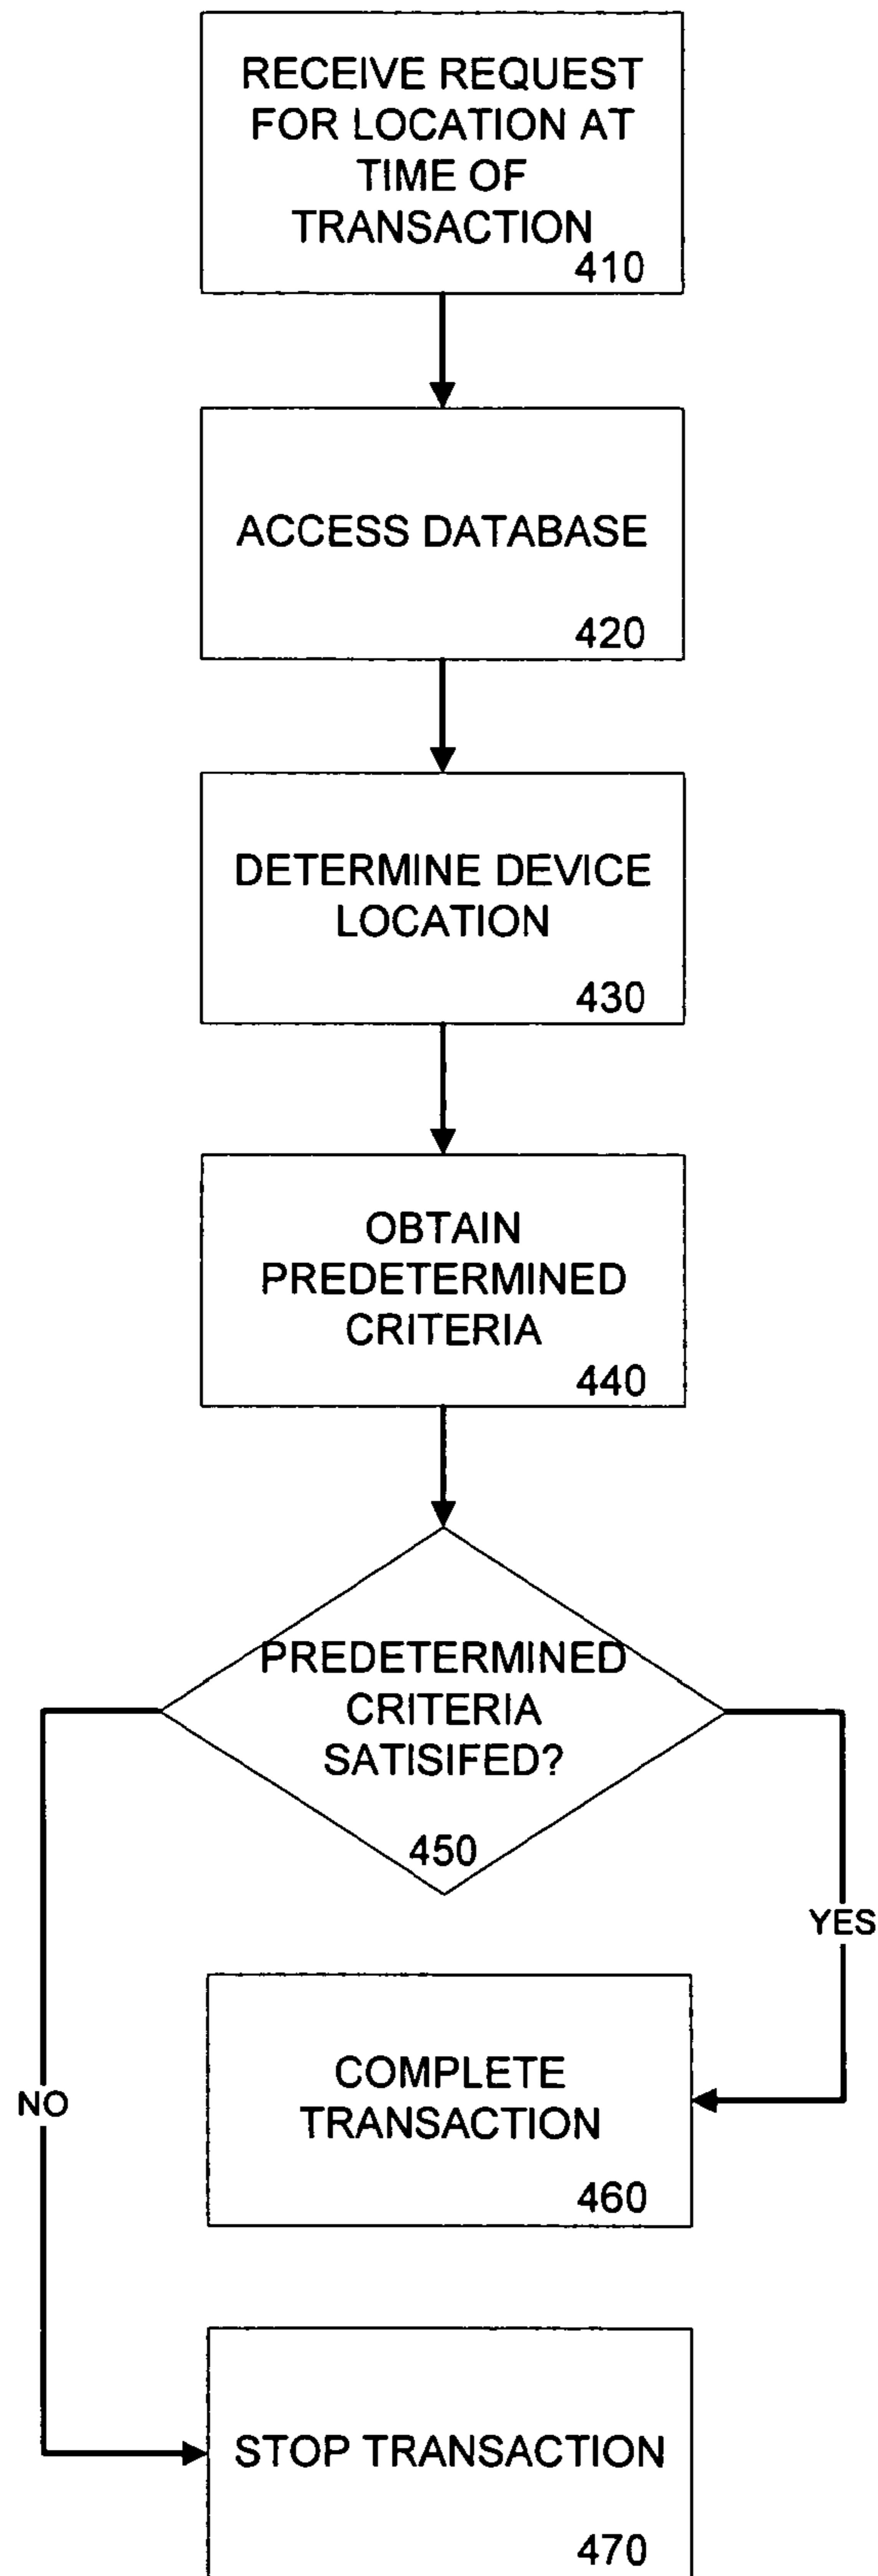 RECEIVE REQUEST
FOR LOCATION AT
TIME OF
TRANSACTION
410
ACCESS DATABASE
420
DETERMINE DEVICE
LOCATION
430
OBTAIN
PREDETERMINED
CRITERIA
440
PREDETERMINED
CRITERIA
SATISIFED?
450
YES
COMPLETE
TRANSACTION
460
NO
STOP TRANSACTION
470